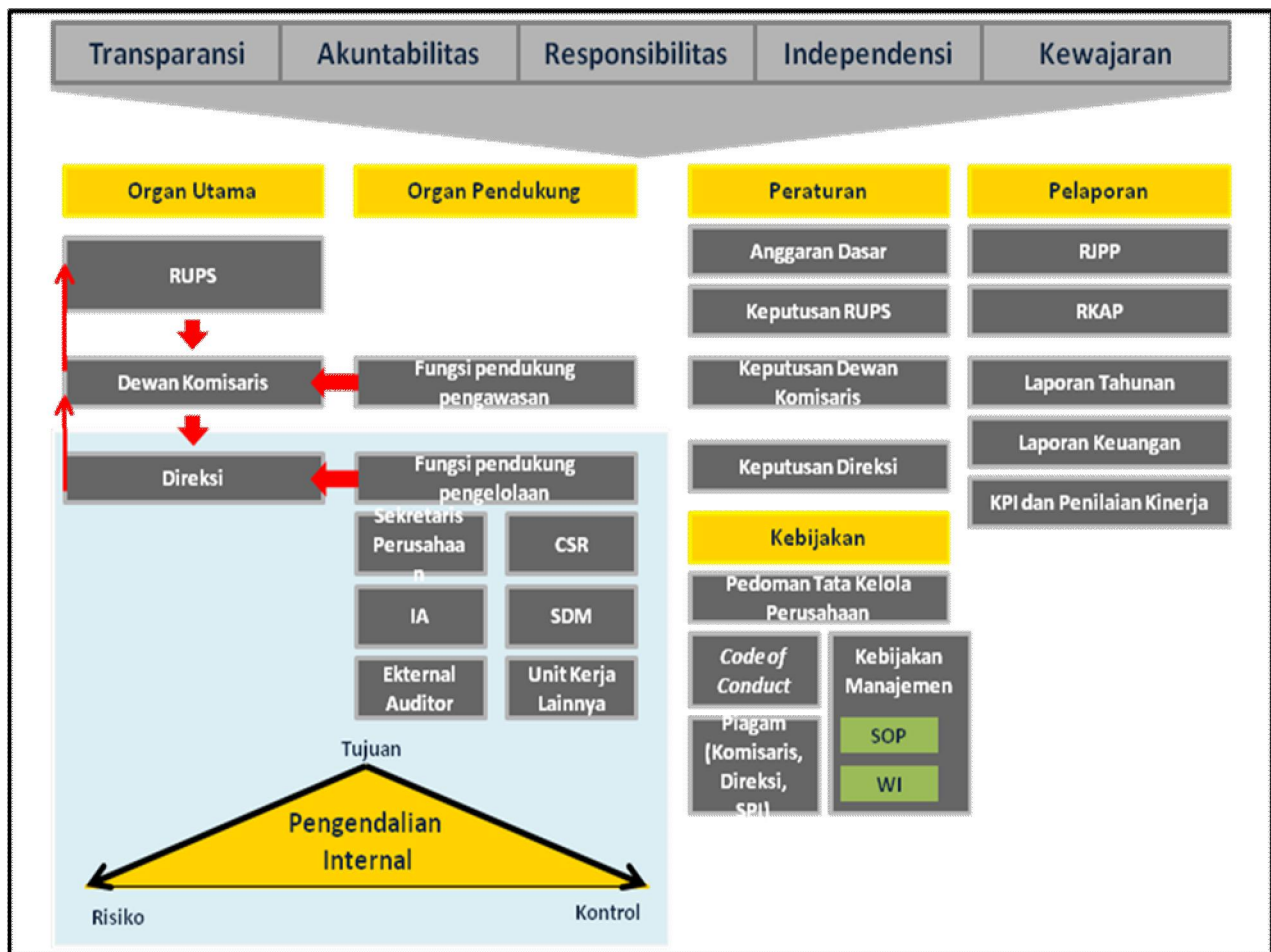 Transparansi
Akuntabilitas
Responsibilitas
Independensi
Kewajaran
Organ Utama
Organ Pendukung
Peraturan
Pelaporan
RUPS
Anggaran Dasar
RJPP
Keputusan RUPS
RKAP
Dewan Komisaris
Fungsi pendukung
pengawasan
Keputusan Dewan
Komisaris
Laporan Tahunan
Laporan Keuangan
Direksi
Fungsi pendukung
pengelolaan
Keputusan Direksi
KPI dan Penilaian Kinerja
Sekretaris
Perusahaa
n
CSR
Kebijakan
IA
SDM
Pedoman Tata Kelola
Perusahaan
Ekternal
Auditor
Unit Kerja
Lainnya
Code of
Conduct
Kebijakan
Manajemen
Piagam
(Komisaris,
Direksi,
SPI)
SOP
WI
Tujuan
Pengendalian
Internal
Risiko
Kontrol